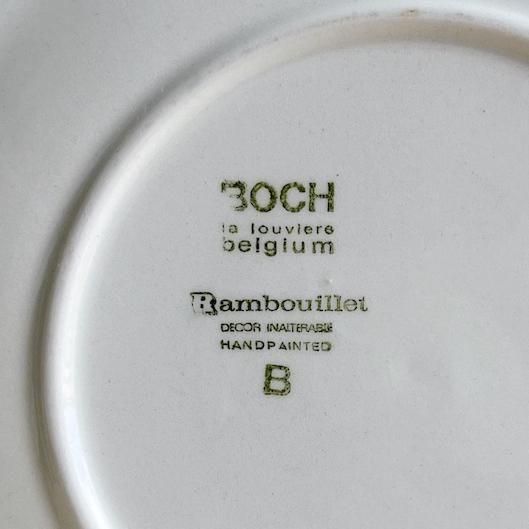 BOCH
la louviere
belgium
Rambouillet
DECOR INALTERABLE
HANDPAINTED
B